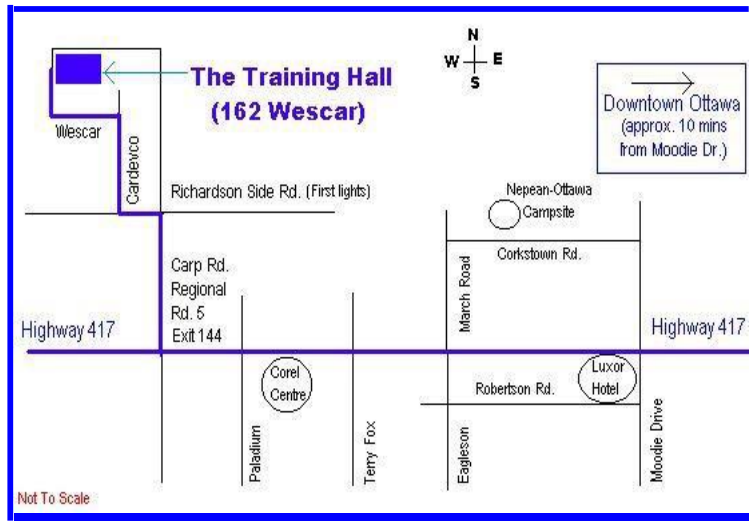 N
W E
S
The Training Hall
(162 Wescar)
Downtown Ottawa
(approx. 10 mins
from Moodie Dr.)
Wescar
Cardevco
Richardson Side Rd. (First lights)
Nepean-Ottawa
Campsite
Corkstown Rd.
March Road
Carp Rd.
Regional
Rd. 5
Exit 144
Highway 417
Highway 417
Corel
Centre
Luxor
Hotel
Robertson Rd.
Paladium
Terry Fox
Eagleson
Moodie Drive
Not To Scale